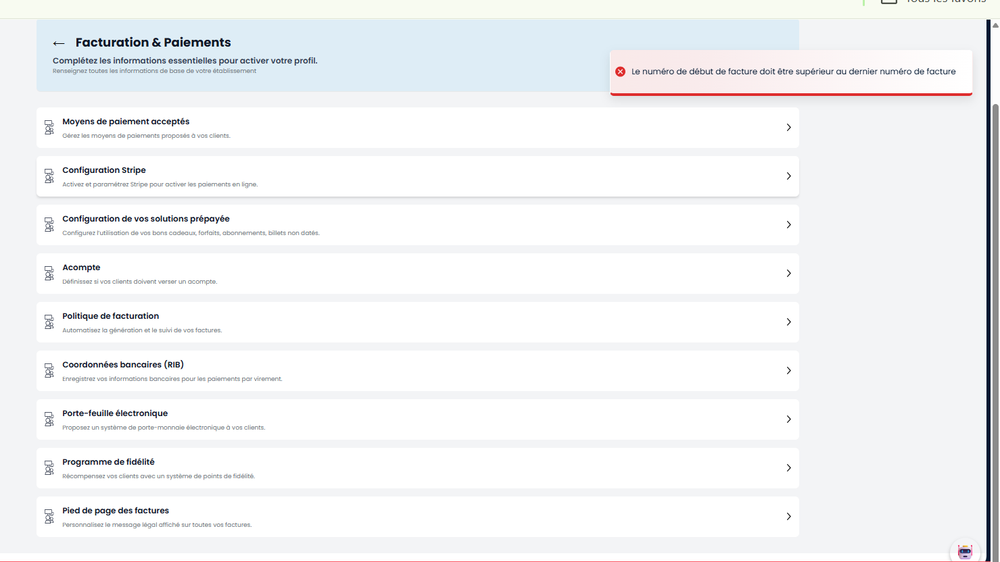 Tous les favoris
← Facturation & Paiements
Complétez les informations essentielles pour activer votre profil.
Renseignez toutes les informations de base de votre établissement
Le numéro de début de facture doit être supérieur au dernier numéro de facture
Moyens de paiement acceptés
Gérez les moyens de paiements proposés à vos clients.
Configuration Stripe
Activez et paramétrez Stripe pour activer les paiements en ligne.
Configuration de vos solutions prépayée
Configurez l'utilisation de vos bons cadeaux, forfaits, abonnements, billets non datés.
Acompte
Définissez si vos clients doivent verser un acompte.
Politique de facturation
Automatisez la génération et le suivi de vos factures.
Coordonnées bancaires (RIB)
Enregistrez vos informations bancaires pour les paiements par virement.
Porte-feuille électronique
Proposez un système de porte-monnaie électronique à vos clients.
Programme de fidélité
Récompensez vos clients avec un système de points de fidélité.
Pied de page des factures
Personnalisez le message légal affiché sur toutes vos factures.